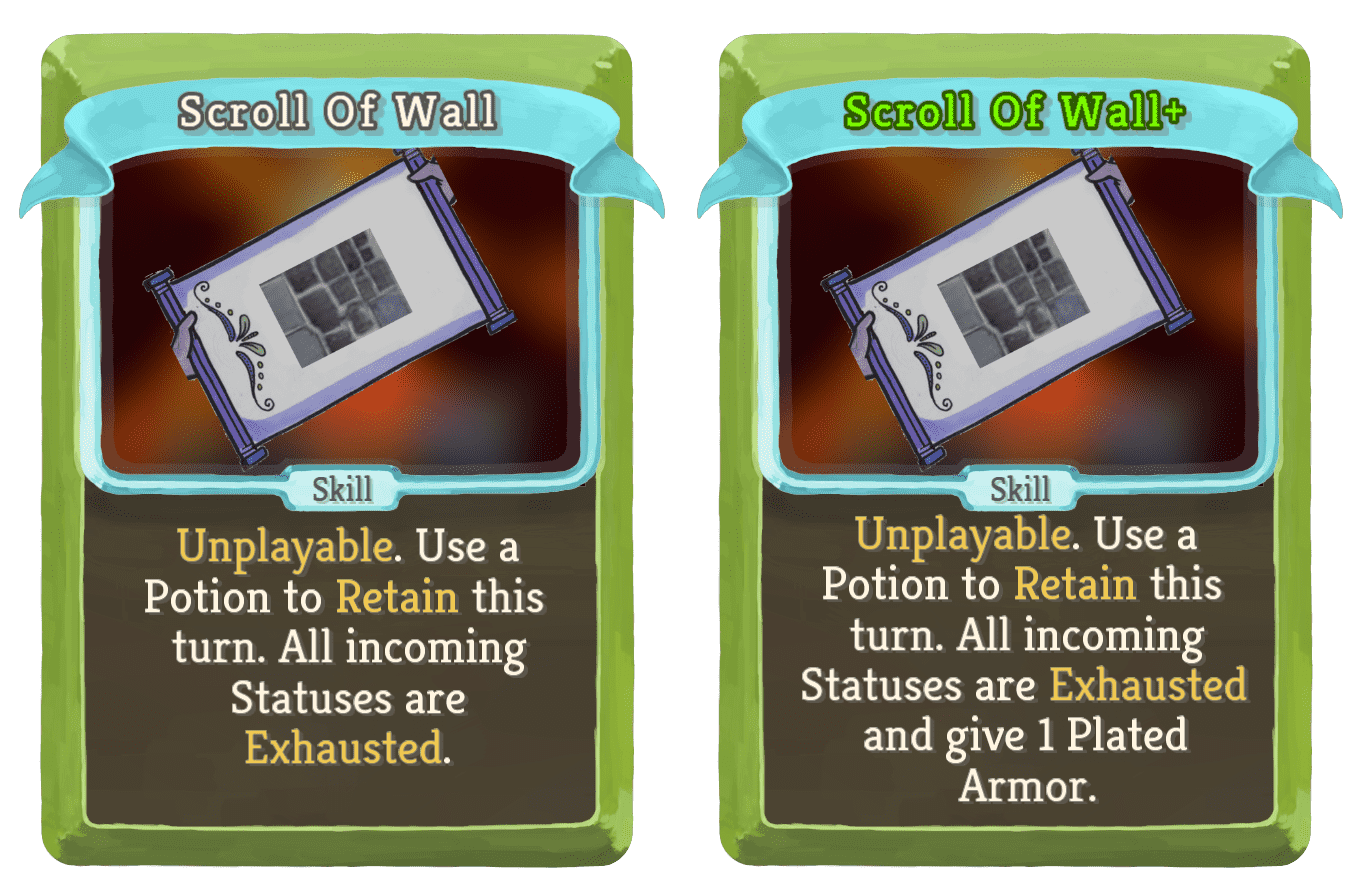 Scroll Of Wall
Skill
Unplayable. Use a
Potion to Retain this
turn. All incoming
Statuses are
Exhausted.
Scroll Of Wall+
Skill
Unplayable. Use a
Potion to Retain this
turn. All incoming
Statuses are Exhausted
and give 1 Plated
Armor.